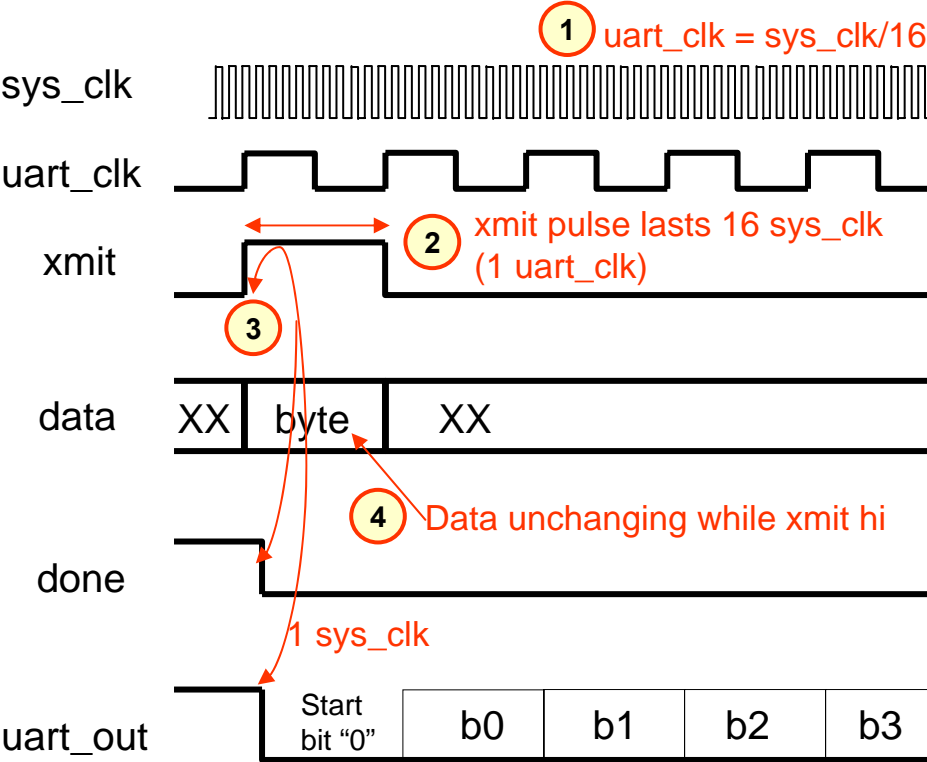 1 uart_clk = sys_clk/16
sys_clk
uart_clk
xmit
2 xmit pulse lasts 16 sys_clk
(1 uart_clk)
3
data XX byte XX
4 Data unchanging while xmit hi
done
1 sys_clk
uart_out
Start
bit “0”
b0 b1 b2 b3